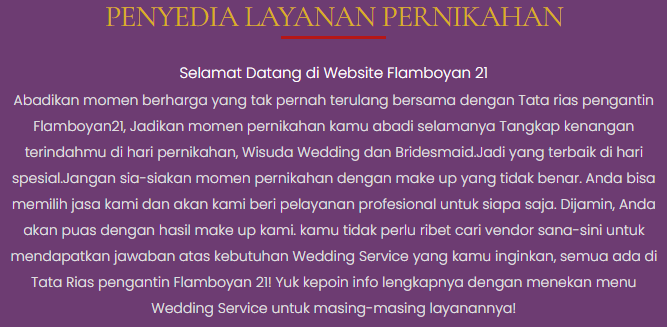 PENYEDIA LAYANAN PERNIKAHAN
Selamat Datang di Website Flamboyan 21
Abadikan momen berharga yang tak pernah terulang bersama dengan Tata rias pengantin
Flamboyan21, Jadikan momen pernikahan kamu abadi selamanya Tangkap kenangan
terindahmu di hari pernikahan, Wisuda Wedding dan Bridesmaid.Jadi yang terbaik di hari
spesial.Jangan sia-siakan momen pernikahan dengan make up yang tidak benar. Anda bisa
memilih jasa kami dan akan kami beri pelayanan profesional untuk siapa saja. Dijamin, Anda
akan puas dengan hasil make up kami. kamu tidak perlu ribet cari vendor sana-sini untuk
mendapatkan jawaban atas kebutuhan Wedding Service yang kamu inginkan, semua ada di
Tata Rias pengantin Flamboyan 21! Yuk kepoin info lengkapnya dengan menekan menu
Wedding Service untuk masing-masing layanannya!